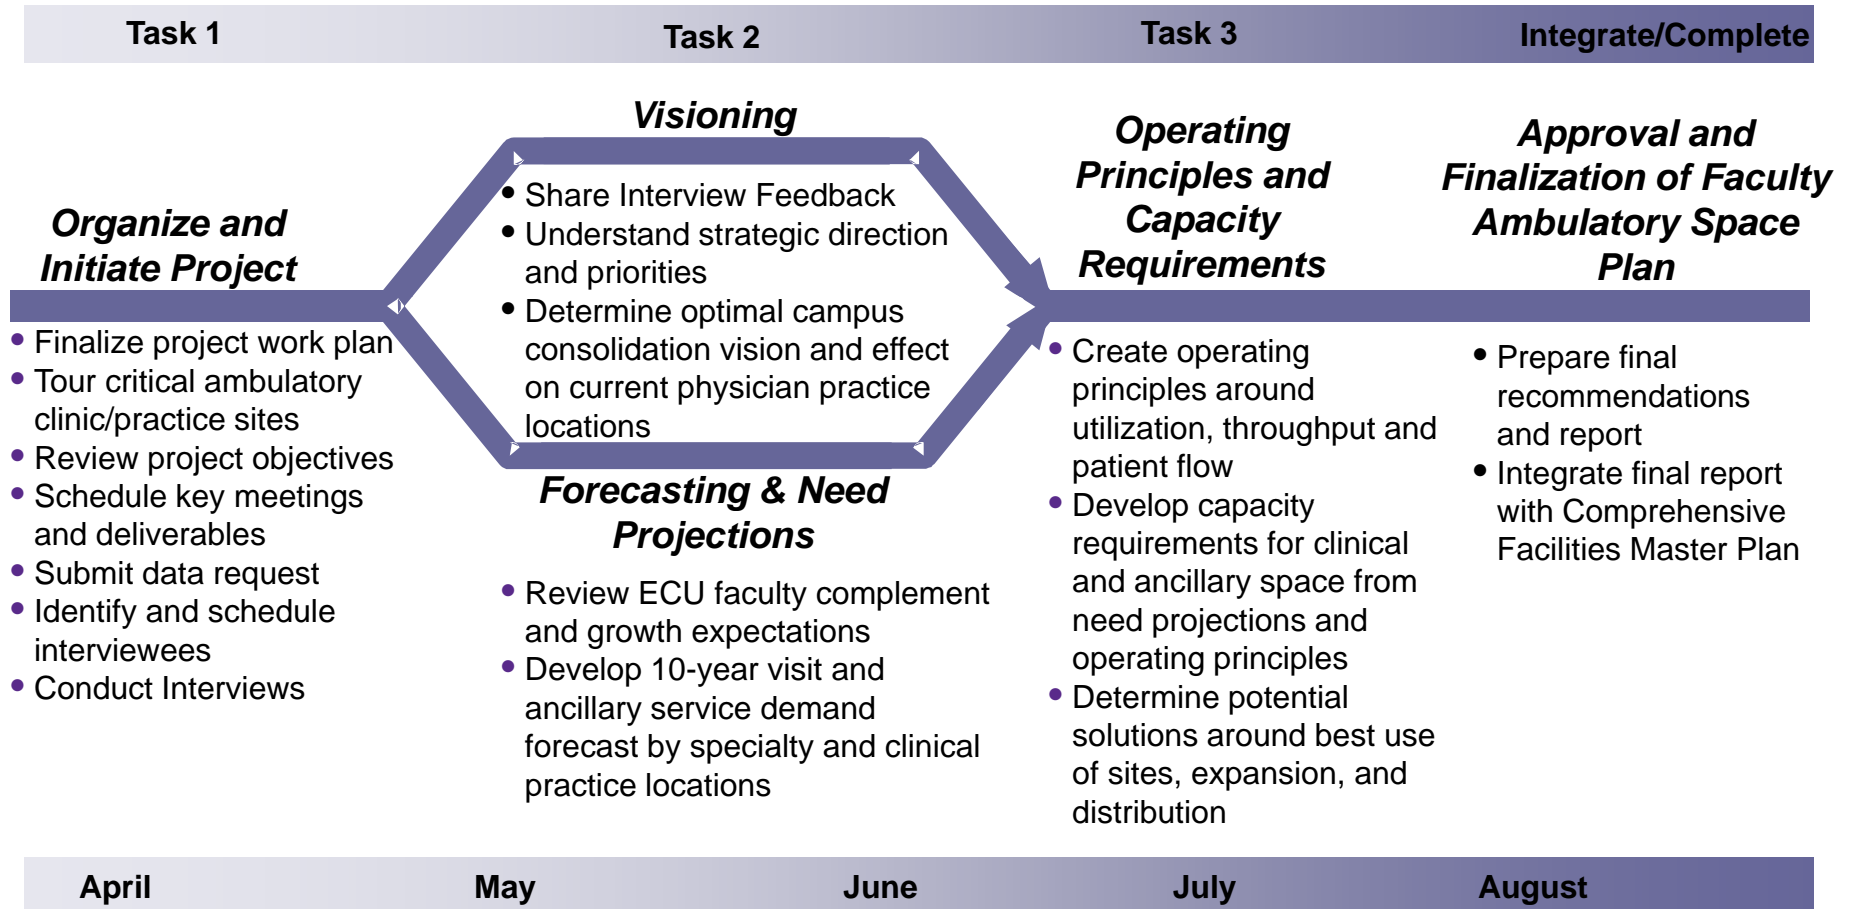 Task 1
Task 2
Task 3
Integrate/Complete
Organize and
Initiate Project
• Finalize project work plan
• Tour critical ambulatory
clinic/practice sites
• Review project objectives
• Schedule key meetings
and deliverables
• Submit data request
• Identify and schedule
interviewees
• Conduct Interviews
Visioning
• Share Interview Feedback
• Understand strategic direction
and priorities
• Determine optimal campus
consolidation vision and effect
on current physician practice
locations
Forecasting & Need
Projections
• Review ECU faculty complement
and growth expectations
• Develop 10-year visit and
ancillary service demand
forecast by specialty and clinical
practice locations
Operating
Principles and
Capacity
Requirements
• Create operating
principles around
utilization, throughput and
patient flow
• Develop capacity
requirements for clinical
and ancillary space from
need projections and
operating principles
• Determine potential
solutions around best use
of sites, expansion, and
distribution
Approval and
Finalization of Faculty
Ambulatory Space
Plan
• Prepare final
recommendations
and report
• Integrate final report
with Comprehensive
Facilities Master Plan
April
May
June
July
August